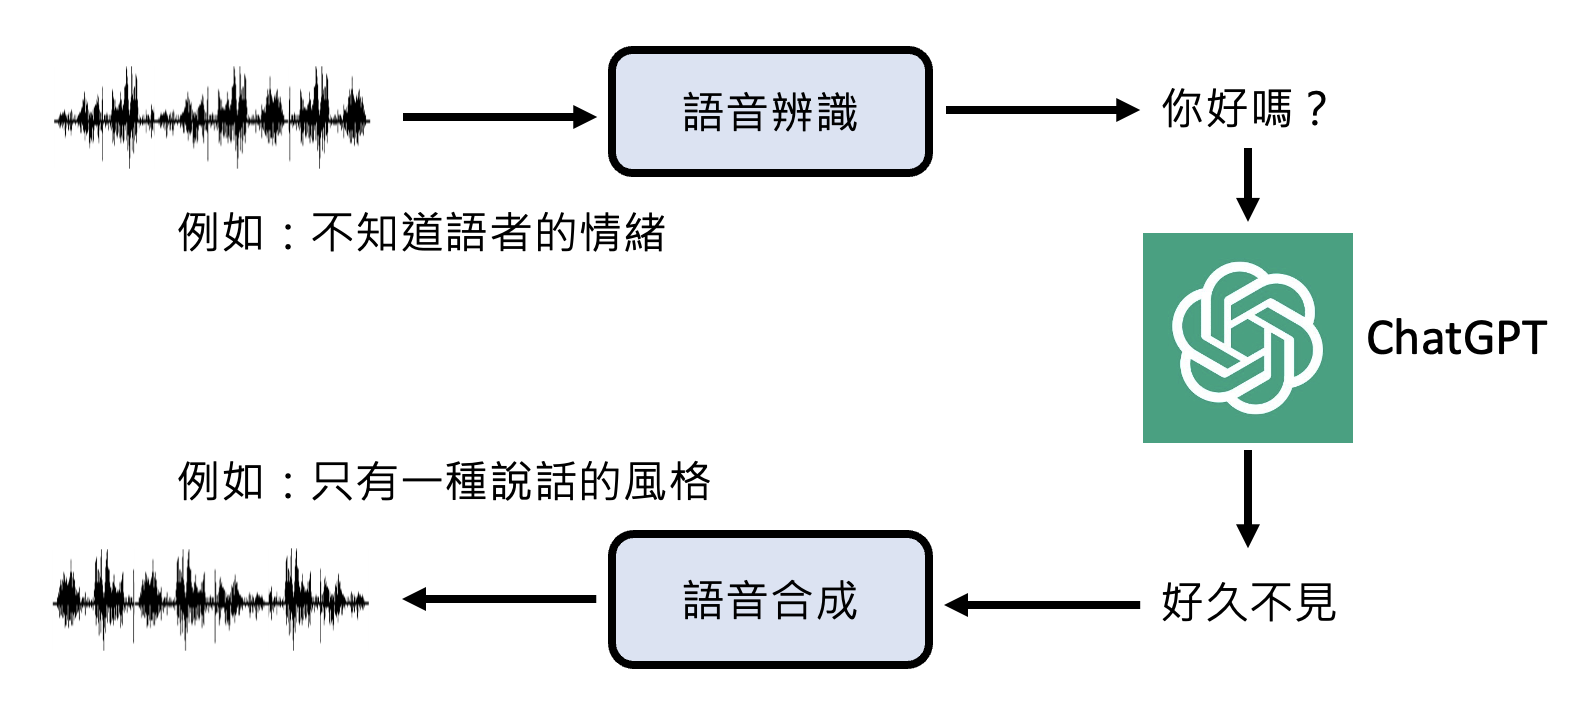 語音辨識
你好嗎？
例如：不知道語者的情緒
ChatGPT
例如：只有一種說話的風格
語音合成
好久不見